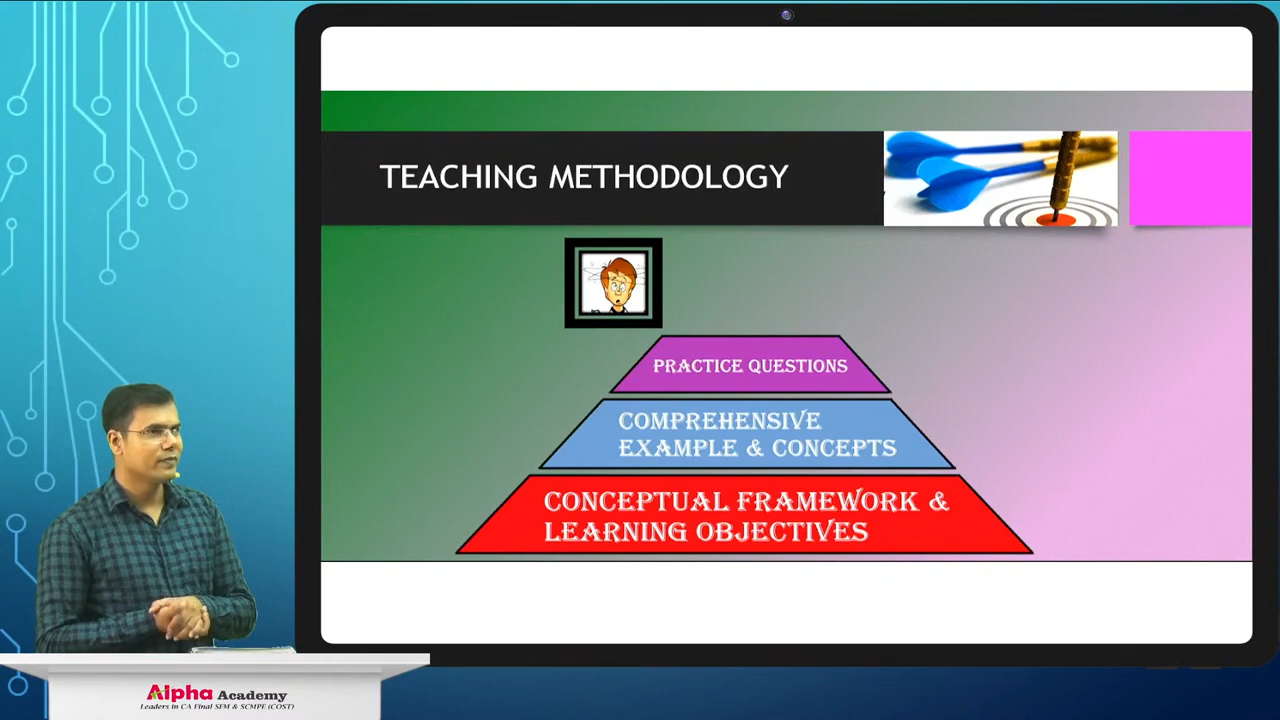 TEACHING METHODOLOGY
PRACTICE QUESTIONS
COMPREHENSIVE
EXAMPLE & CONCEPTS
CONCEPTUAL FRAMEWORK &
LEARNING OBJECTIVES
Alpha Academy
Leaders in CA Final SFM & SCMPE (COST)